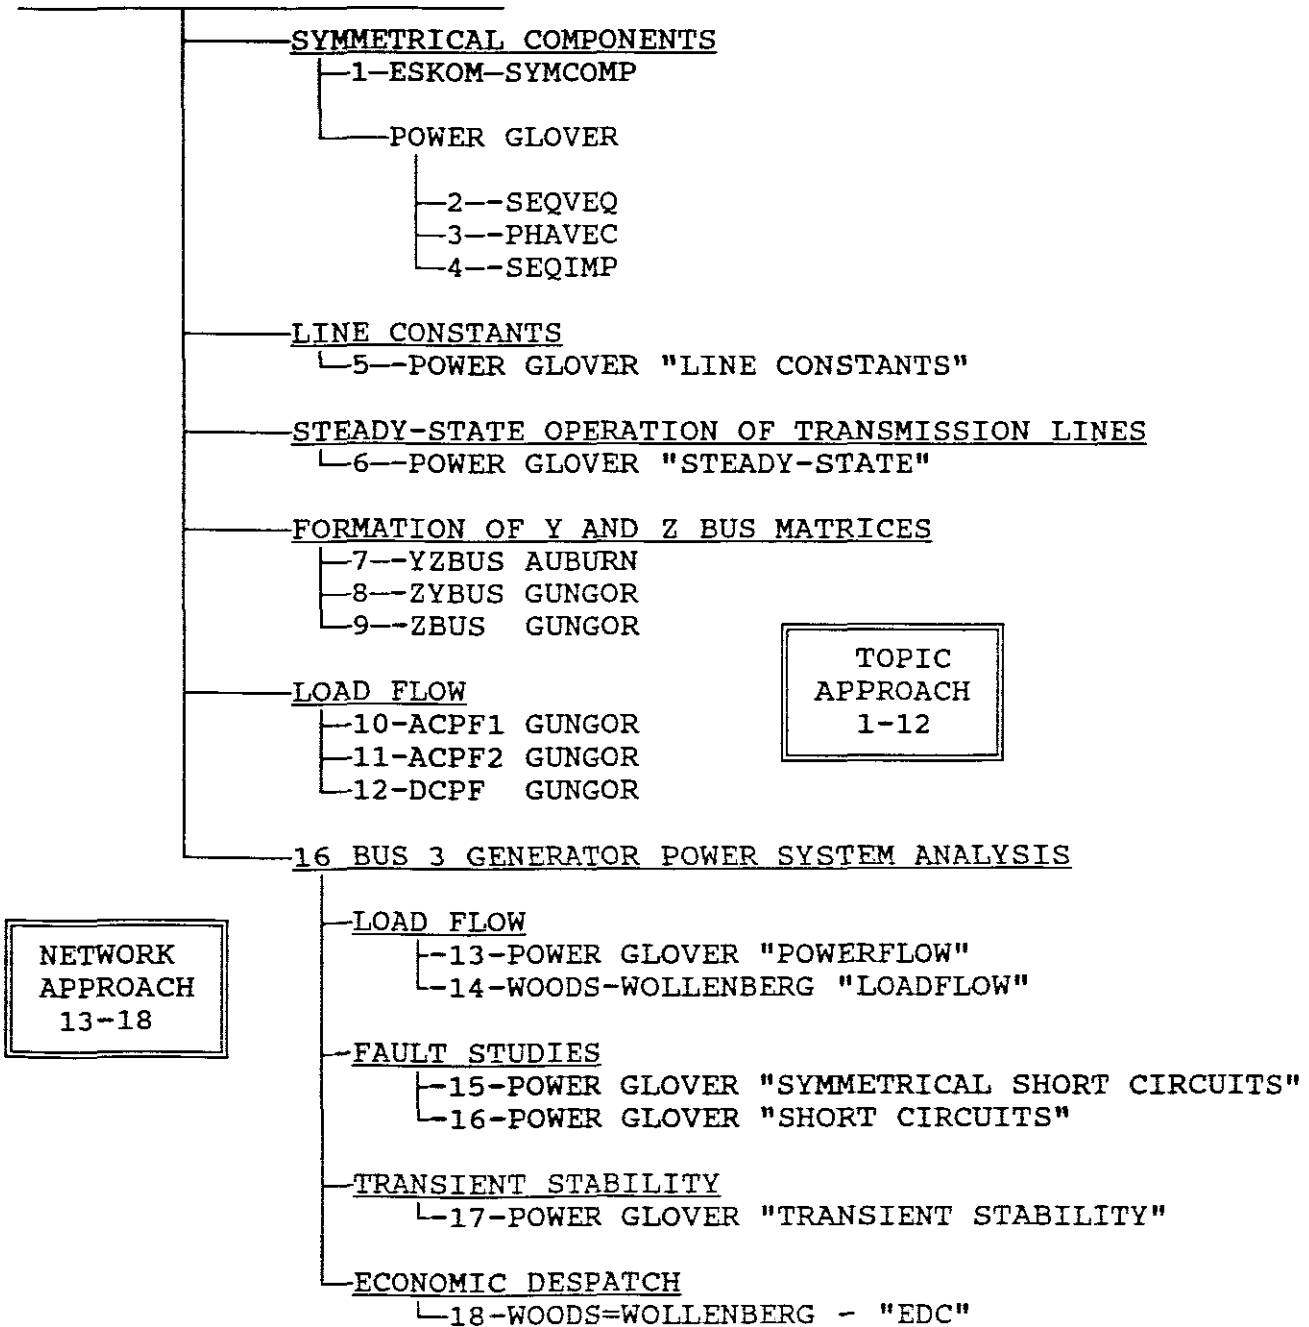 SYMMETRICAL COMPONENTS
1-ESKOM-SYMCOMP
POWER GLOVER
2--SEQVEQ
3--PHAVEC
4--SEQIMP
LINE CONSTANTS
5--POWER GLOVER "LINE CONSTANTS"
STEADY-STATE OPERATION OF TRANSMISSION LINES
6--POWER GLOVER "STEADY-STATE"
FORMATION OF Y AND Z BUS MATRICES
7--YZBUS AUBURN
8--ZYBUS GUNGOR
9--ZBUS GUNGOR
TOPIC
APPROACH
1-12
LOAD FLOW
10-ACPF1 GUNGOR
11-ACPF2 GUNGOR
12-DCPF GUNGOR
16 BUS 3 GENERATOR POWER SYSTEM ANALYSIS
NETWORK
APPROACH
13-18
LOAD FLOW
13-POWER GLOVER "POWERFLOW"
14-WOODS-WOLLENBERG "LOADFLOW"
FAULT STUDIES
15-POWER GLOVER "SYMMETRICAL SHORT CIRCUITS"
16-POWER GLOVER "SHORT CIRCUITS"
TRANSIENT STABILITY
17-POWER GLOVER "TRANSIENT STABILITY"
ECONOMIC DESPATCH
18-WOODS=WOLLENBERG - "EDC"